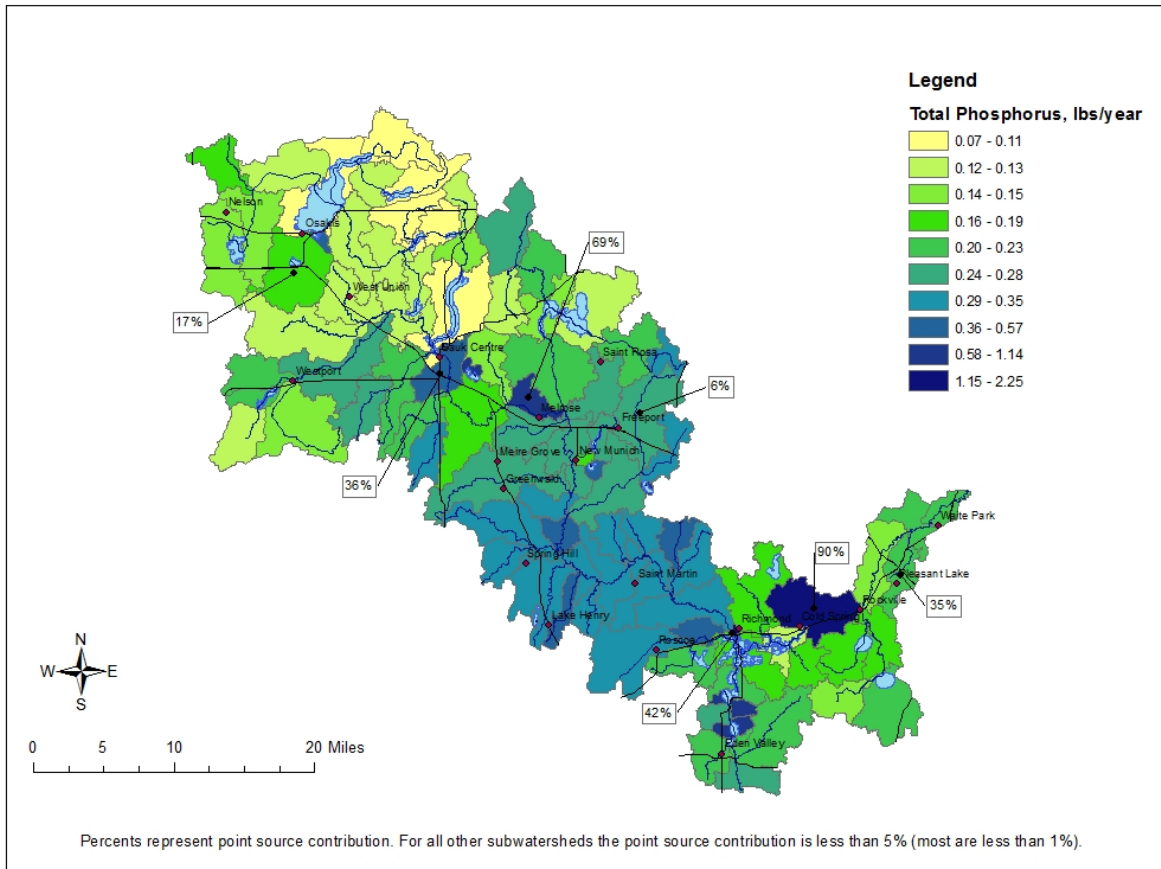 Legend
Total Phosphorus, lbs/year
0.07 - 0.11
0.12 - 0.13
0.14 - 0.15
0.16 - 0.19
0.20 - 0.23
0.24 - 0.28
0.29 - 0.35
0.36 - 0.57
0.58 - 1.14
1.15 - 2.25
Nelson
Osakis
69%
West Union
17%
Sauk Centre
Saint Rosa
Westport
6%
Melrose
Freeport
Meire Grove
New Munich
36%
Greenwald
Waite Park
90%
Spring Hill
Saint Martin
Pleasant Lake
35%
Rockville
Lake Henry
Richmond
Cold Spring
Roscoe
N
W
E
S
42%
Eden Valley
0 5 10 20 Miles
Percents represent point source contribution. For all other subwatersheds the point source contribution is less than 5% (most are less than 1%).